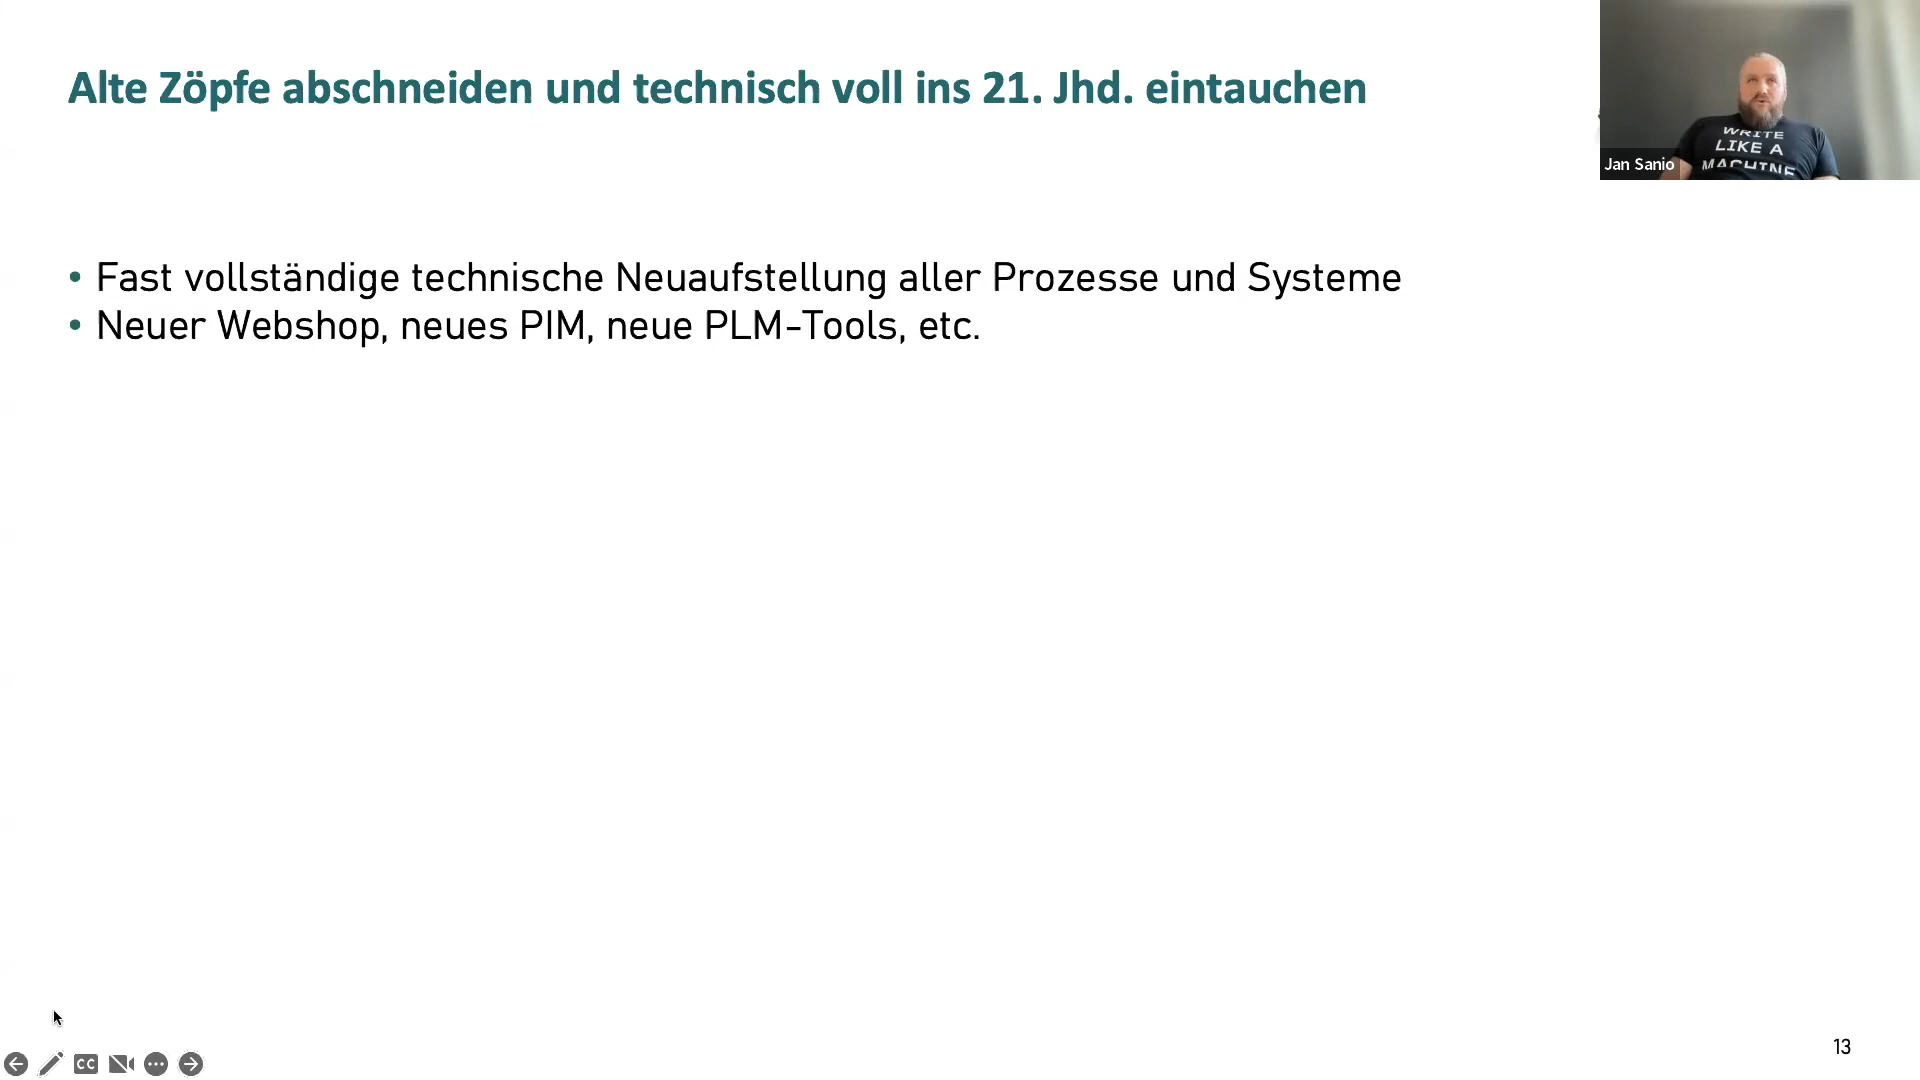 Alte Zöpfe abschneiden und technisch voll ins 21. Jhd. eintauchen
WRITE
LIKE A
MACHINE
Jan Sanio
• Fast vollständige technische Neuaufstellung aller Prozesse und Systeme
• Neuer Webshop, neues PIM, neue PLM-Tools, etc.
CC
13